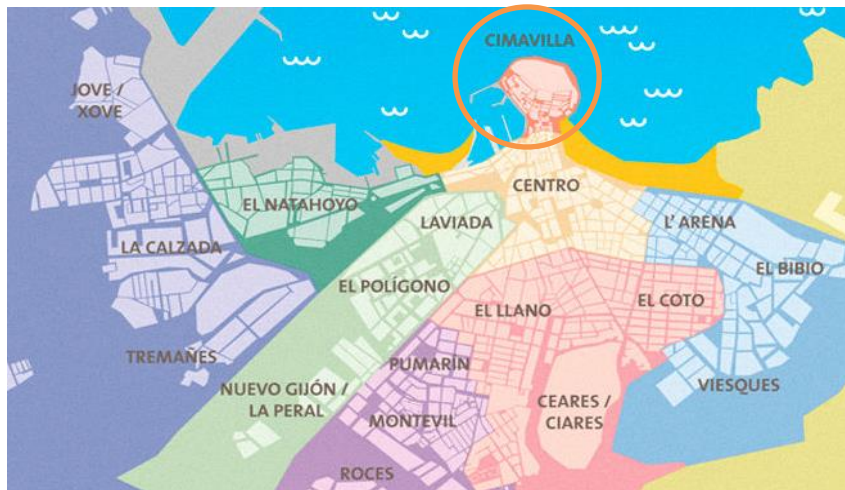 CIMAVILLA
JOVE /
XOVE
CENTRO
EL NATAHOYO
LAVIADA
L' ARENA
LA CALZADA
EL BIBIO
EL POLÍGONO
EL LLANO
EL COTO
TREMAÑES
PUMARÍN
NUEVO GIJÓN /
LA PERAL
VIESQUES
CEARES /
CIARES
MONTEVIL
ROCES